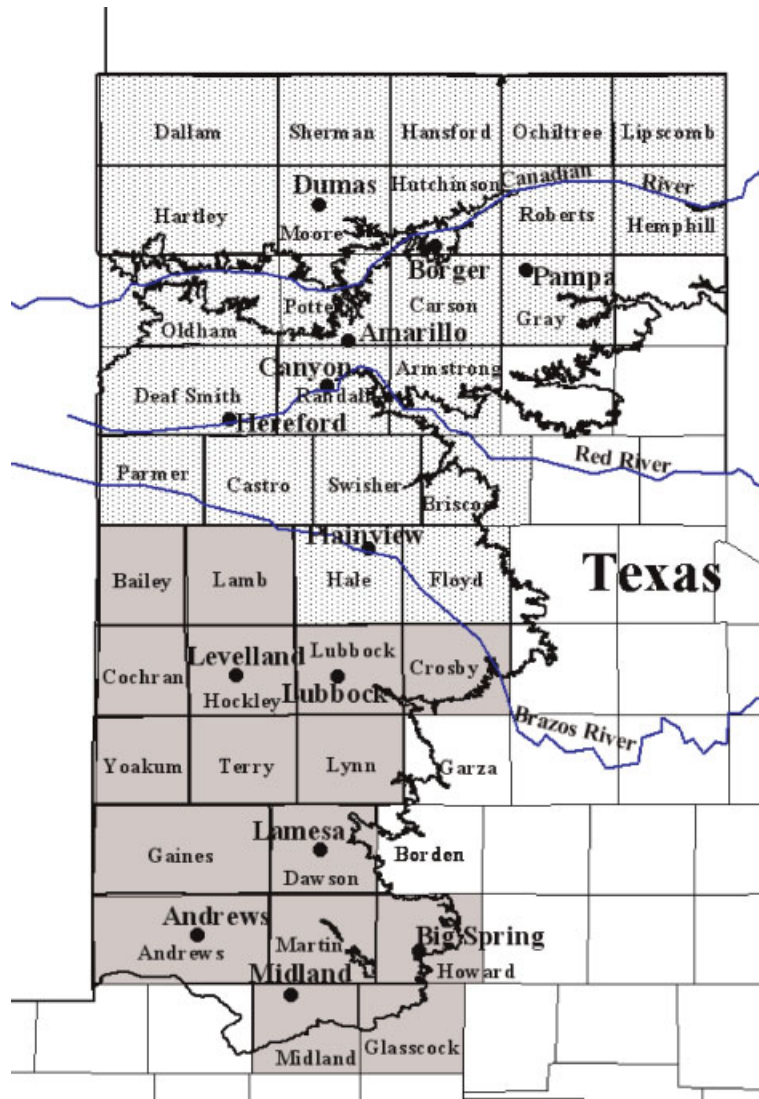 Dallam
Sherman
Hansford
Ochiltree
Lipscomb
Dumas
Hutchinson
Canadian
River
Hartley
Moore
Roberts
Hemphill
Borger
Pampa
Oldham
Potte
Carson
Gray
Amarillo
Canyon
Armstrong
Deaf Smith
Randall
Hereford
Parmer
Castro
Swisher
Brisco
Red River
Plainview
Texas
Bailey
Lamb
Hale
Floyd
Levelland
Lubbock
Cochran
Crosby
Hockley
Lubbock
Brazos River
Yoakum
Terry
Lynn
Garza
Lamesa
Gaines
Borden
Dawson
Andrews
Martin
Big Spring
Andrews
Howard
Midland
Midland
Glasscock